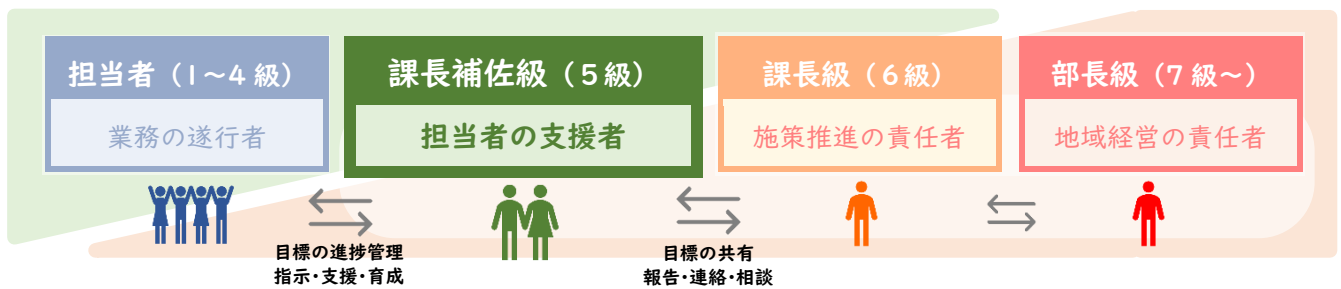 担当者（1～4級）
業務の遂行者
課長補佐級（5級）
担当者の支援者
課長級（6級）
施策推進の責任者
部長級（7級～）
地域経営の責任者
目標の進捗管理
指示･支援･育成
目標の共有
報告･連絡･相談